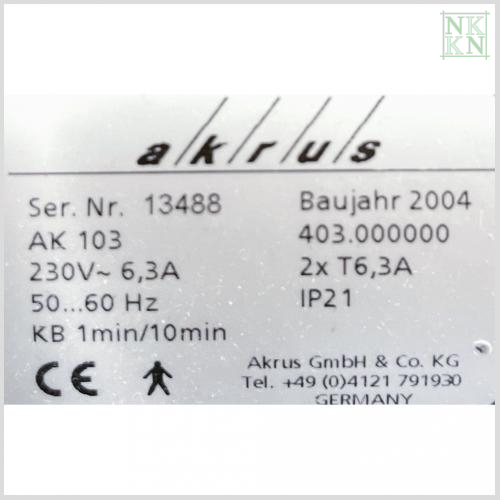 NK
KN
a/k/r/u/s
Ser. Nr. 13488
Baujahr 2004
AK 103
403.000000
230V~ 6,3A
2x T6,3A
50...60 Hz
IP21
KB 1min/10min
CE
Akrus GmbH & Co. KG
Tel. +49 (0)4121 791930
GERMANY